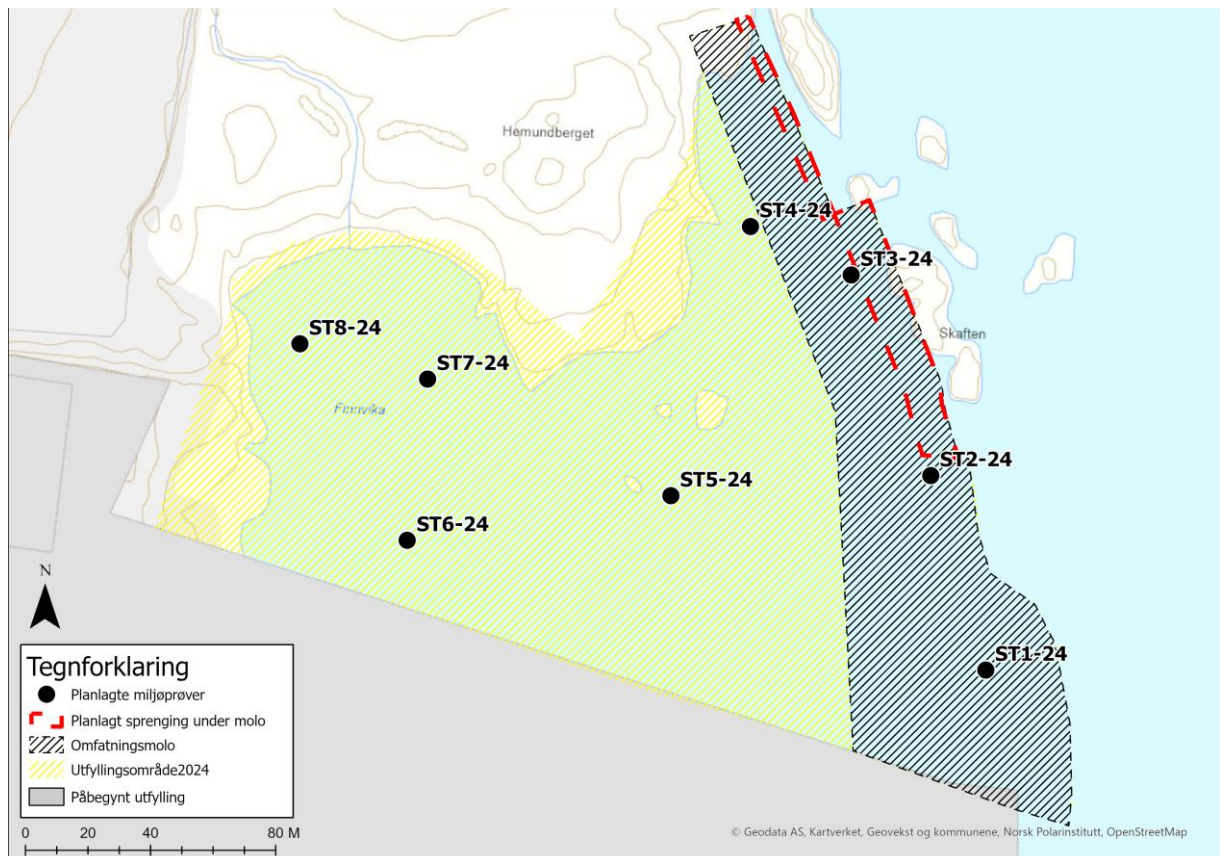 Hemundberget
ST4-24
ST3-24
Skaften
ST8-24
ST7-24
Finnvika
ST2-24
ST5-24
ST6-24
N
ST1-24
Tegnforklaring
Planlagte miljøprøver
Planlagt sprenging under molo
Omfatningsmolo
Utfyllingsområde2024
Påbegynt utfylling
0 20 40 80 M
© Geodata AS, Kartverket, Geovekst og kommunene, Norsk Polarinstitutt, OpenStreetMap